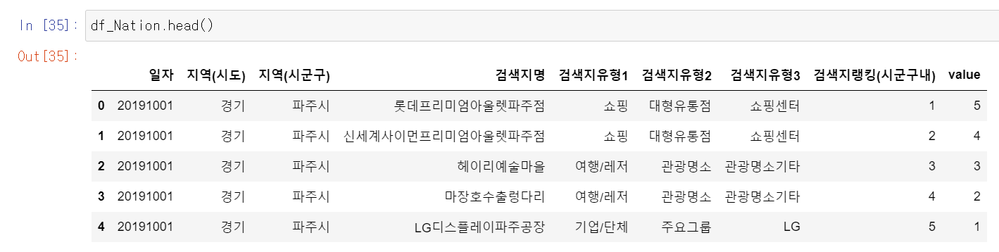 In [35]: df_Nation.head()
Out[35]:
일자 지역(시도) 지역(시군구) 검색지명 검색지유형1 검색지유형2 검색지유형3 검색지랭킹(시군구내) value
0 20191001 경기 파주시 롯데프리미엄아울렛파주점 쇼핑 대형유통점 쇼핑센터 1 5
1 20191001 경기 파주시 신세계사이먼프리미엄아울렛파주점 쇼핑 대형유통점 쇼핑센터 2 4
2 20191001 경기 파주시 헤이리예술마을 여행/레저 관광명소 관광명소기타 3 3
3 20191001 경기 파주시 마장호수출렁다리 여행/레저 관광명소 관광명소기타 4 2
4 20191001 경기 파주시 LG디스플레이파주공장 기업/단체 주요그룹 LG 5 1